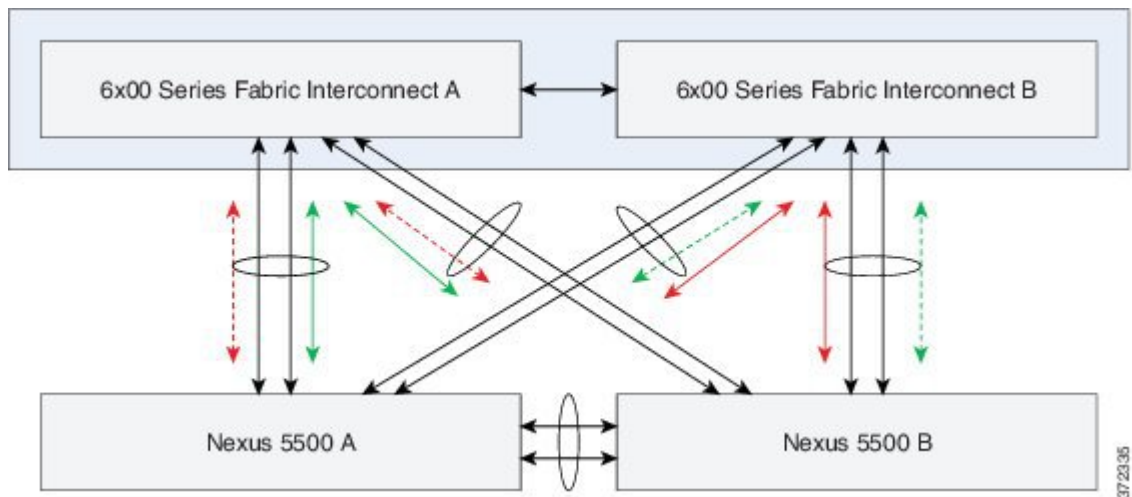 6x00 Series Fabric Interconnect A
6x00 Series Fabric Interconnect B
Nexus 5500 A
Nexus 5500 B
372335